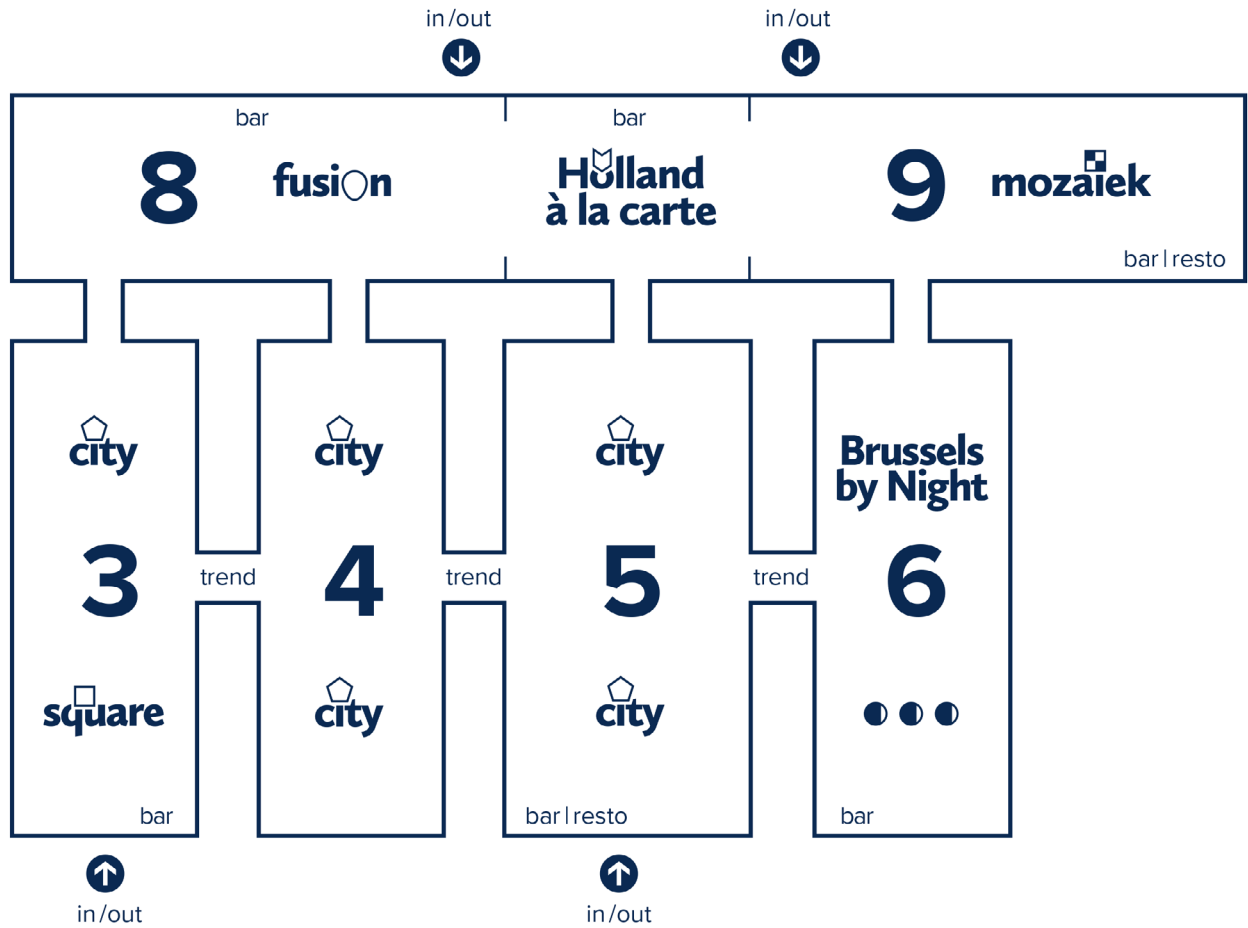 in/out
in/out
bar
bar
8
fusion
Holland
à la carte
9
mozaïek
bar|resto
city
city
city
Brussels
by Night
3
trend
4
trend
5
trend
6
square
city
city
bar
bar|resto
bar
in/out
in/out